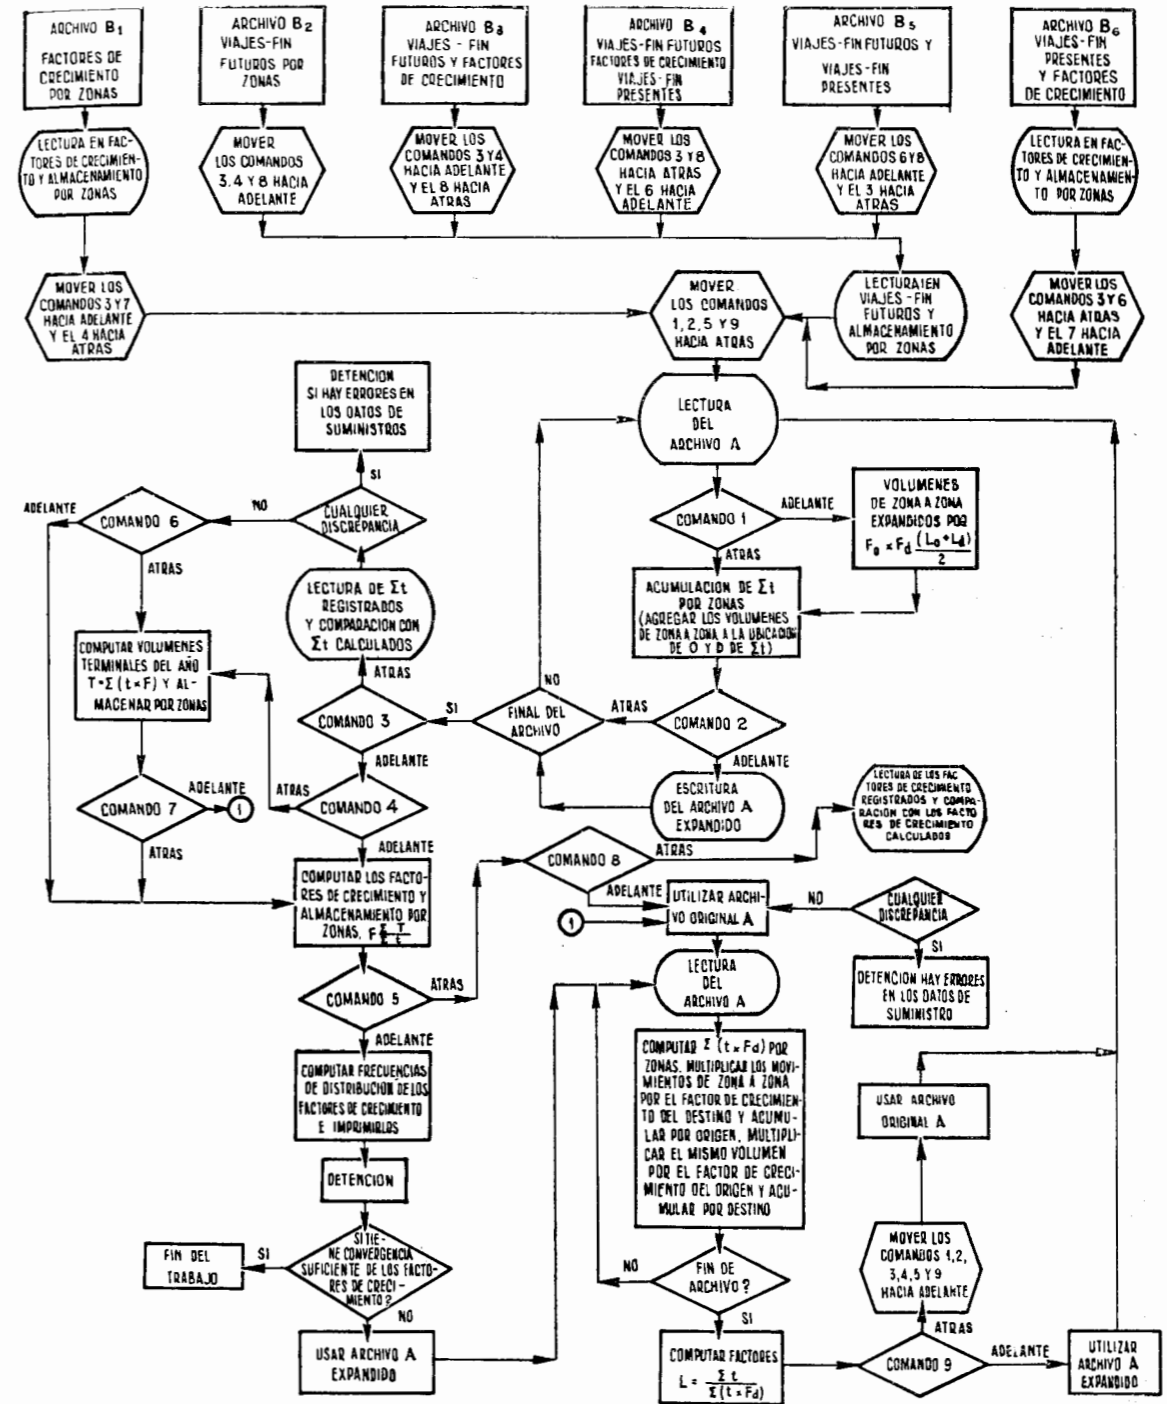 ARCHIVO B1
FACTORES DE
CRECIMIENTO
POR ZONAS
ARCHIVO B2
VIAJES-FIN
FUTUROS POR
ZONAS
ARCHIVO B3
VIAJES - FIN
FUTUROS Y FACTORES
DE CRECIMIENTO
ARCHIVO B4
VIAJES-FIN FUTUROS
FACTORES DE CRECIMIENTO
VIAJES-FIN
PRESENTES
ARCHIVO B5
VIAJES-FIN FUTUROS Y
VIAJES-FIN
PRESENTES
ARCHIVO B6
VIAJES-FIN
PRESENTES
Y FACTORES
DE CRECIMIENTO
LECTURA EN FAC-
TORES DE CRECIMIEN-
TO Y ALMACENAMIENTO
POR ZONAS
MOVER
LOS COMANDOS
3.4 Y 8 HACIA
ADELANTE
MOVER LOS
COMANDOS 3 Y 4
HACIA ADELANTE
Y EL 8 HACIA
ATRAS
MOVER LOS
COMANDOS 3 Y 8
HACIA ATRAS
Y EL 6 HACIA
ADELANTE
MOVER LOS
COMANDOS 6 Y 8
HACIA ADELANTE
Y EL 3 HACIA
ATRAS
LECTURA EN FAC-
TORES DE CRECIMIEN-
TO Y ALMACENAMIEN-
TO POR ZONAS
MOVER LOS
COMANDOS 3 Y 7
HACIA ADELANTE
Y EL 4 HACIA
ATRAS
MOVER
LOS COMANDOS
1, 2, 5 Y 9
HACIA ATRAS
LECTURA EN
VIAJES-FIN
FUTUROS Y
ALMACENAMIENTO
POR ZONAS
MOVER LOS
COMANDOS 3 Y 6
HACIA ATRAS
Y EL 7 HACIA
ADELANTE
DETENCION
SI HAY ERRORES EN
LOS DATOS DE
SUMINISTROS
LECTURA
DEL
ARCHIVO A
SI
ADELANTE
COMANDO 6
NO
CUALQUIER
DISCREPANCIA
COMANDO 1
ADELANTE
VOLUMENES
DE ZONA A ZONA
EXPANDIDOS POR
Fo × Fd (Lo+Ld)/2
ATRAS
ATRAS
LECTURA DE Σt
REGISTRADOS
Y COMPARACION CON
Σt CALCULADOS
ACUMULACION DE Σt
POR ZONAS
(AGREGAR LOS VOLUMENES
DE ZONA A ZONA A LA UBICACION
DE O Y D DE Σt)
COMPUTAR VOLUMENES
TERMINALES DEL AÑO
T=Σ(t×F) Y AL-
MACENAR POR ZONAS
ATRAS
NO
COMANDO 3
SI
FINAL DEL
ARCHIVO
ATRAS
COMANDO 2
ADELANTE
ADELANTE
COMANDO 7
ADELANTE
1
ATRAS
COMANDO 4
ESCRITURA
DEL ARCHIVO A
EXPANDIDO
LECTURA DE LOS FAC
TORES DE CRECIMIENTO
REGISTRADOS Y COMPA-
RACION CON LOS FACTO
RES DE CRECIMIENTO
CALCULADOS
ATRAS
ADELANTE
COMANDO 8
ATRAS
COMPUTAR LOS FACTO-
RES DE CRECIMIENTO Y
ALMACENAMIENTO POR
ZONAS. F Σ T / Σ t
ADELANTE
UTILIZAR ARCHI-
VO ORIGINAL A
1
NO
CUALQUIER
DISCREPANCIA
SI
COMANDO 5
ATRAS
LECTURA
DEL
ARCHIVO A
DETENCION HAY ERRORES
EN LOS DATOS DE
SUMINISTRO
ADELANTE
COMPUTAR FRECUENCIAS
DE DISTRIBUCION DE LOS
FACTORES DE CRECIMIENTO
E IMPRIMIRLOS
COMPUTAR Σ (t×Fd) POR
ZONAS. MULTIPLICAR LOS MOVI-
MIENTOS DE ZONA A ZONA
POR EL FACTOR DE CRECIMIEN-
TO DEL DESTINO Y ACUMU-
LAR POR ORIGEN, MULTIPLI-
CAR EL MISMO VOLUMEN
POR EL FACTOR DE CRECI-
MIENTO DEL ORIGEN Y ACU-
MULAR POR DESTINO
USAR ARCHIVO
ORIGINAL A
DETENCION
FIN DEL
TRABAJO
SI
SI TIE-
NE CONVERGENCIA
SUFICIENTE DE LOS FACTO-
RES DE CRECI-
MIENTO?
NO
NO
FIN DE
ARCHIVO?
SI
MOVER LOS
COMANDOS 1,2,
3,4,5 Y 9
HACIA ADELANTE
ATRAS
USAR ARCHIVO A
EXPANDIDO
COMPUTAR FACTORES
L = Σ t / Σ(t×Fd)
COMANDO 9
ADELANTE
UTILIZAR
ARCHIVO A
EXPANDIDO